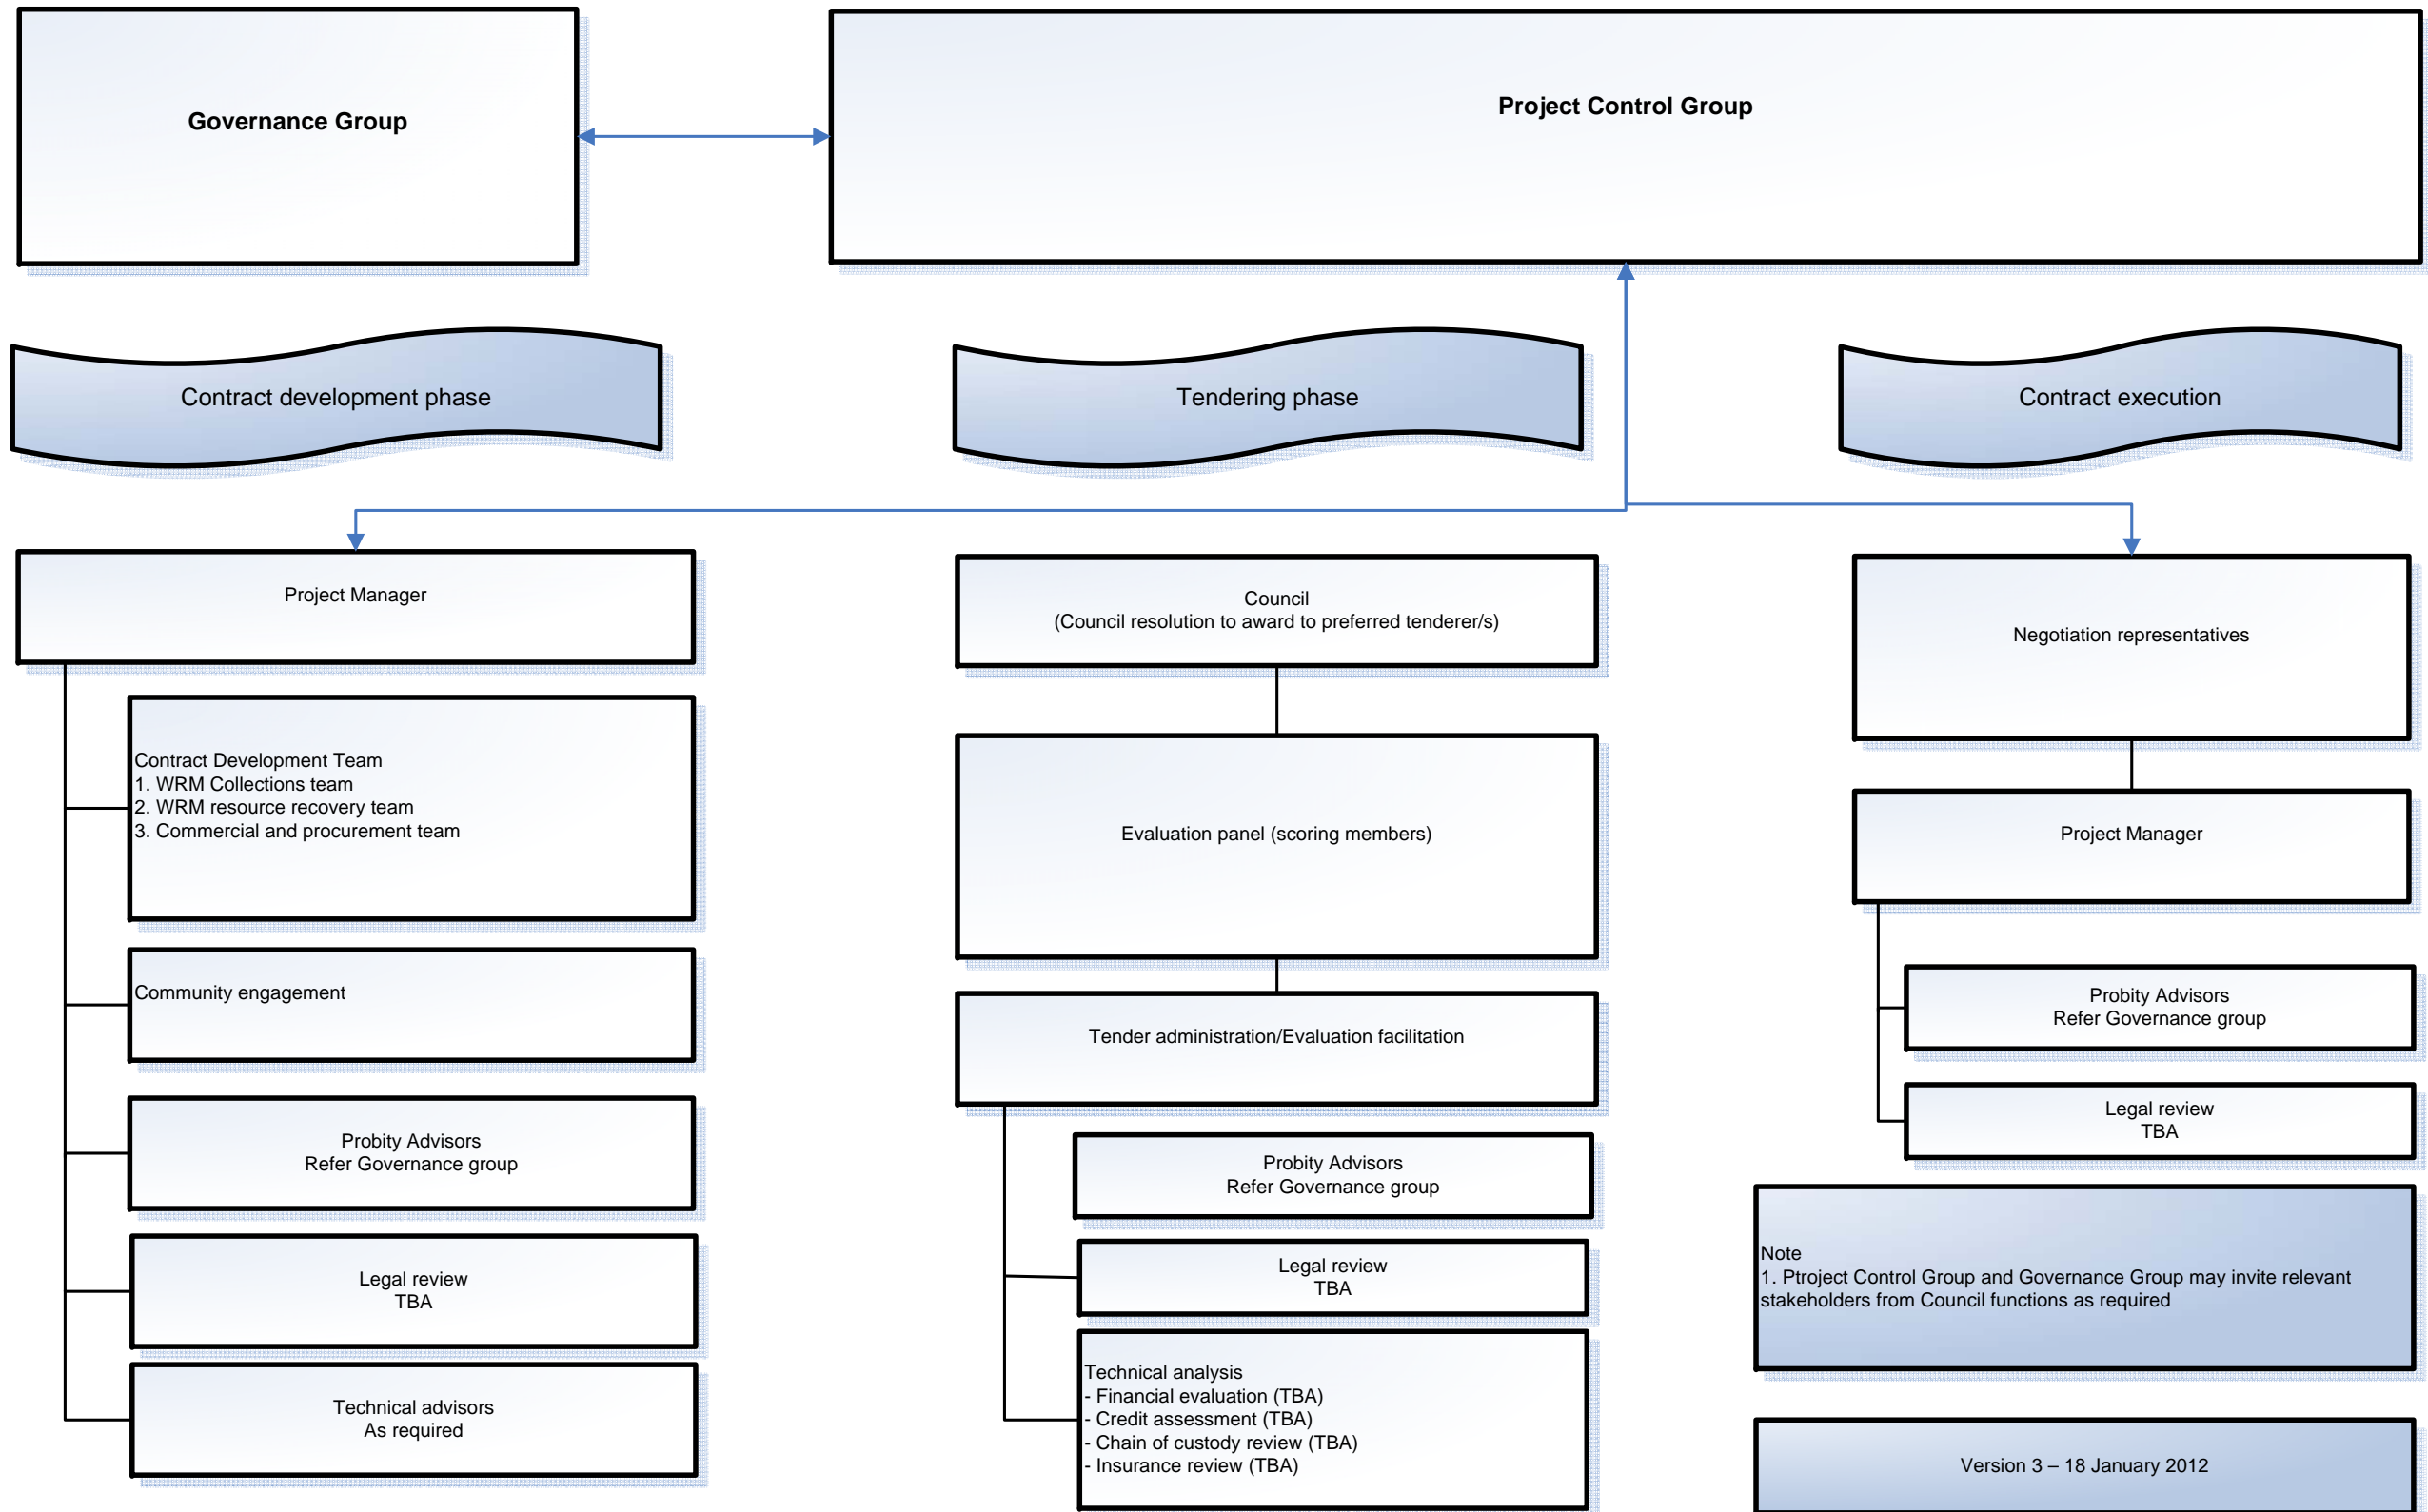 Governance Group
Project Control Group
Contract development phase
Tendering phase
Contract execution
Project Manager
Contract Development Team
1. WRM Collections team
2. WRM resource recovery team
3. Commercial and procurement team
Community engagement
Probity Advisors
Refer Governance group
Legal review
TBA
Technical advisors
As required
Council
(Council resolution to award to preferred tenderer/s)
Evaluation panel (scoring members)
Tender administration/Evaluation facilitation
Probity Advisors
Refer Governance group
Legal review
TBA
Technical analysis
- Financial evaluation (TBA)
- Credit assessment (TBA)
- Chain of custody review (TBA)
- Insurance review (TBA)
Negotiation representatives
Project Manager
Probity Advisors
Refer Governance group
Legal review
TBA
Note
1. Ptroject Control Group and Governance Group may invite relevant
stakeholders from Council functions as required
Version 3 – 18 January 2012